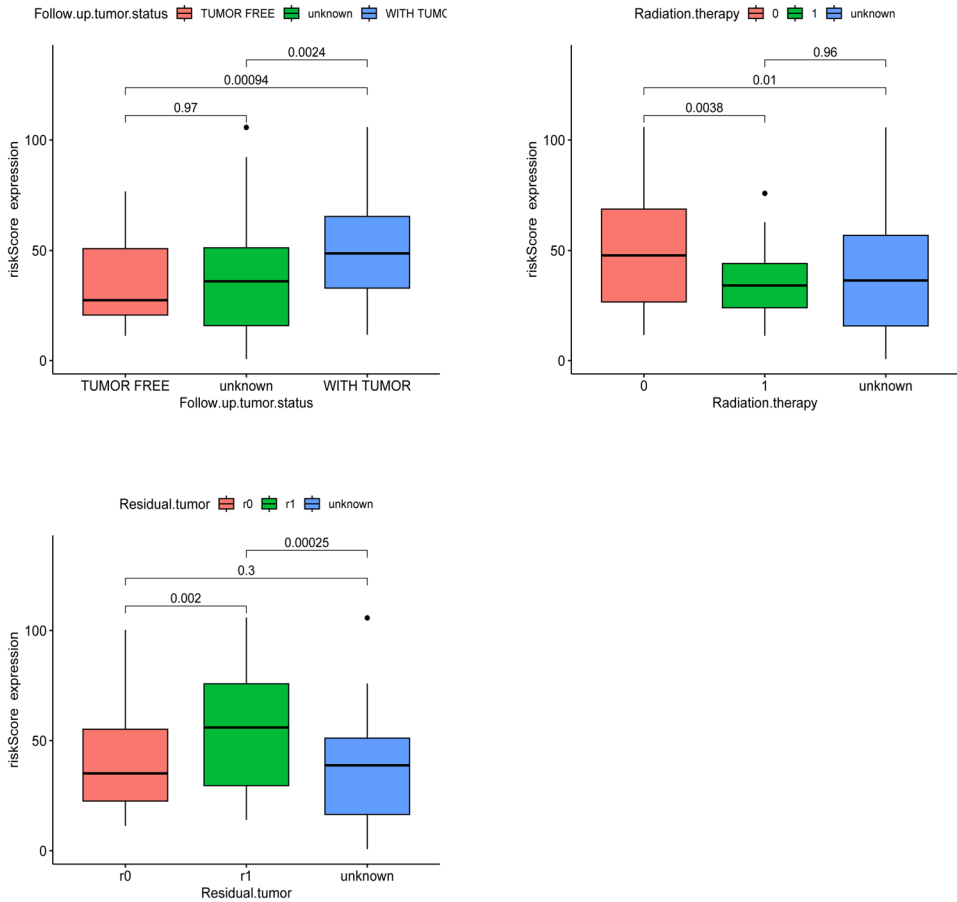 Follow.up.tumor.status TUMOR FREE unknown WITH TUMC
0.0024
0.00094
0.97
100
50
0
riskScore expression
TUMOR FREE unknown WITH TUMOR
Follow.up.tumor.status
Radiation.therapy 0 1 unknown
0.96
0.01
0.0038
100
50
0
riskScore expression
0 1 unknown
Radiation.therapy
Residual.tumor r0 r1 unknown
0.00025
0.3
0.002
100
50
0
riskScore expression
r0 r1 unknown
Residual.tumor